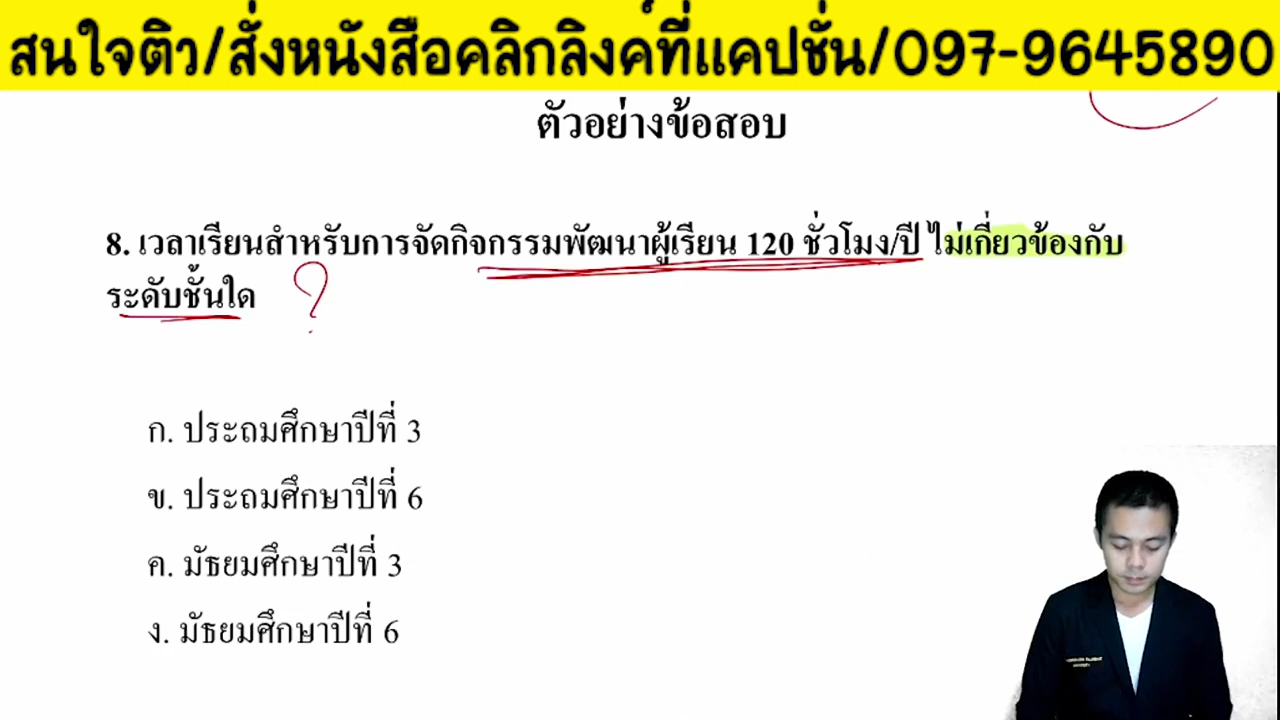 สนใจติว/สั่งหนังสือคลิกลิงค์ที่แคปชั่น/097-9645890
ตัวอย่างข้อสอบ
8. เวลาเรียนสำหรับการจัดกิจกรรมพัฒนาผู้เรียน 120 ชั่วโมง/ปี ไม่เกี่ยวข้องกับ
ระดับชั้นใด ?
ก. ประถมศึกษาปีที่ 3
ข. ประถมศึกษาปีที่ 6
ค. มัธยมศึกษาปีที่ 3
ง. มัธยมศึกษาปีที่ 6